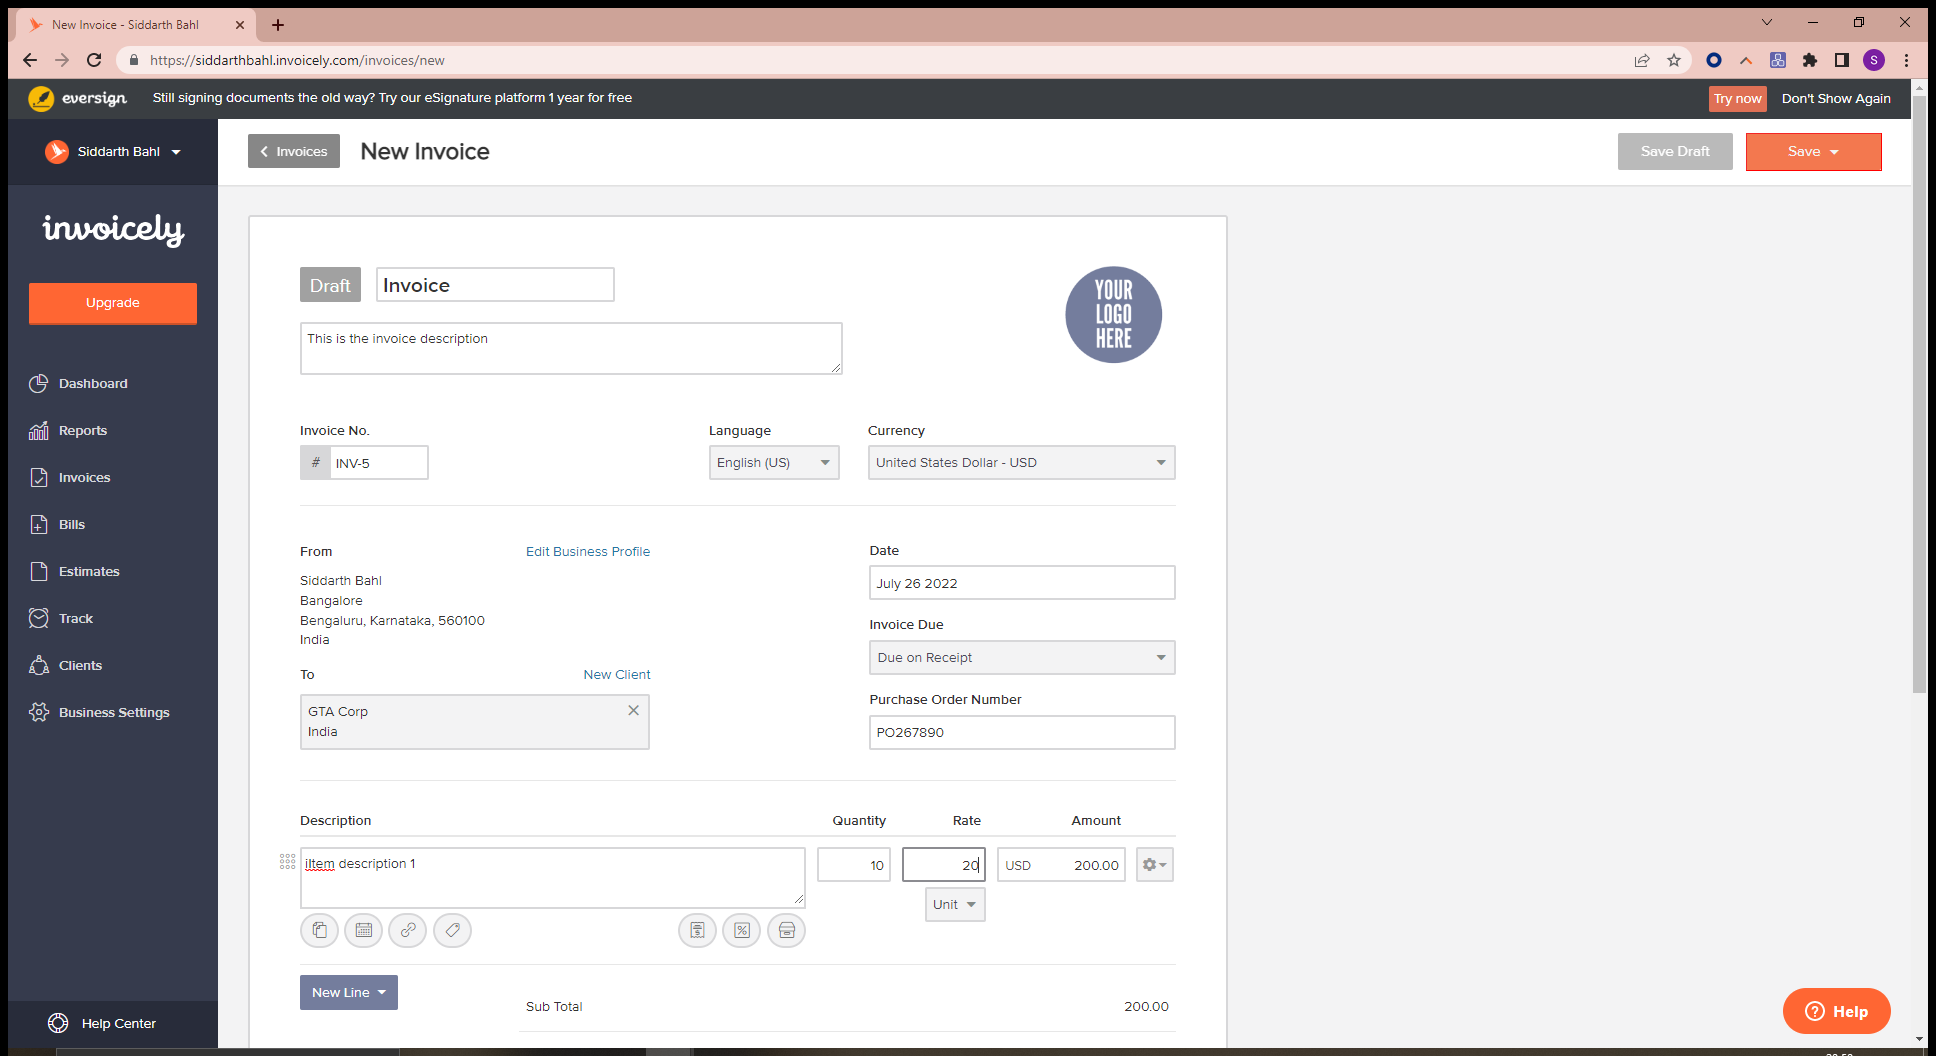 New Invoice - Siddarth Bahl
https://siddarthbahl.invoicely.com/invoices/new
S
eversign
Still signing documents the old way? Try our eSignature platform 1 year for free
Try now
Don't Show Again
Siddarth Bahl
Invoices
New Invoice
Save Draft
Save
invoicely
Upgrade
Dashboard
Reports
Invoices
Bills
Estimates
Track
Clients
Business Settings
Help Center
Draft
Invoice
YOUR
LOGO
HERE
This is the invoice description
Invoice No.
Language
Currency
# INV-5
English (US)
United States Dollar - USD
From
Edit Business Profile
Siddarth Bahl
Bangalore
Bengaluru, Karnataka, 560100
India
To
New Client
GTA Corp
India
Date
July 26 2022
Invoice Due
Due on Receipt
Purchase Order Number
PO267890
Description Quantity Rate Amount
iItem description 1
10
20
USD 200.00
Unit
New Line
Sub Total 200.00
Help